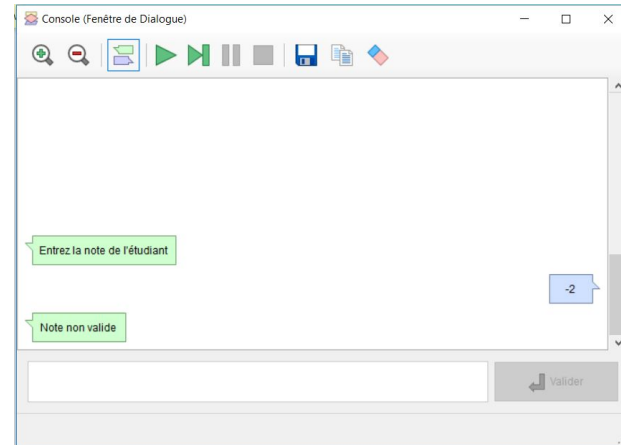 Console (Fenêtre de Dialogue)
Entrez la note de l'étudiant
-2
Note non valide
Valider